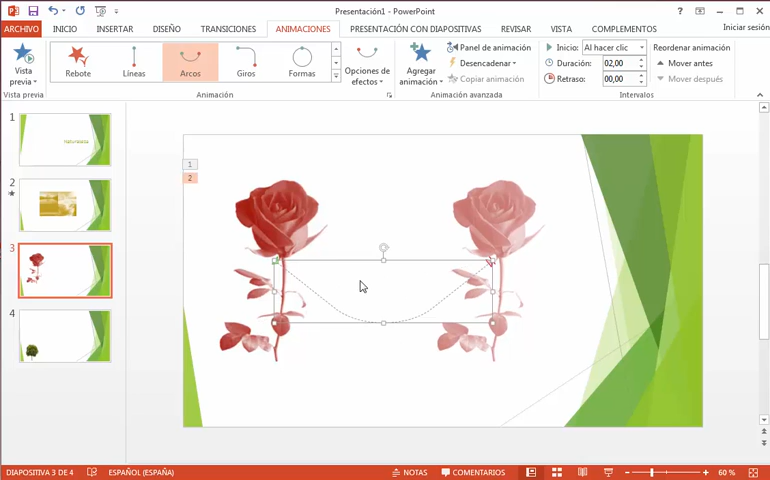 Presentación1 - PowerPoint
ARCHIVO INICIO INSERTAR DISEÑO TRANSICIONES ANIMACIONES PRESENTACIÓN CON DIAPOSITIVAS REVISAR VISTA COMPLEMENTOS Iniciar sesión
Vista previa
Rebote Líneas Arcos Giros Formas
Opciones de efectos
Agregar animación
Panel de animación
Desencadenar
Copiar animación
Inicio: Al hacer clic
Duración: 02,00
Retraso: 00,00
Reordenar animación
Mover antes
Mover después
Vista previa Animación Animación avanzada Intervalos
1
Naturaleza
2
3
4
1
2
DIAPOSITIVA 3 DE 4 ESPAÑOL (ESPAÑA) NOTAS COMENTARIOS 60 %